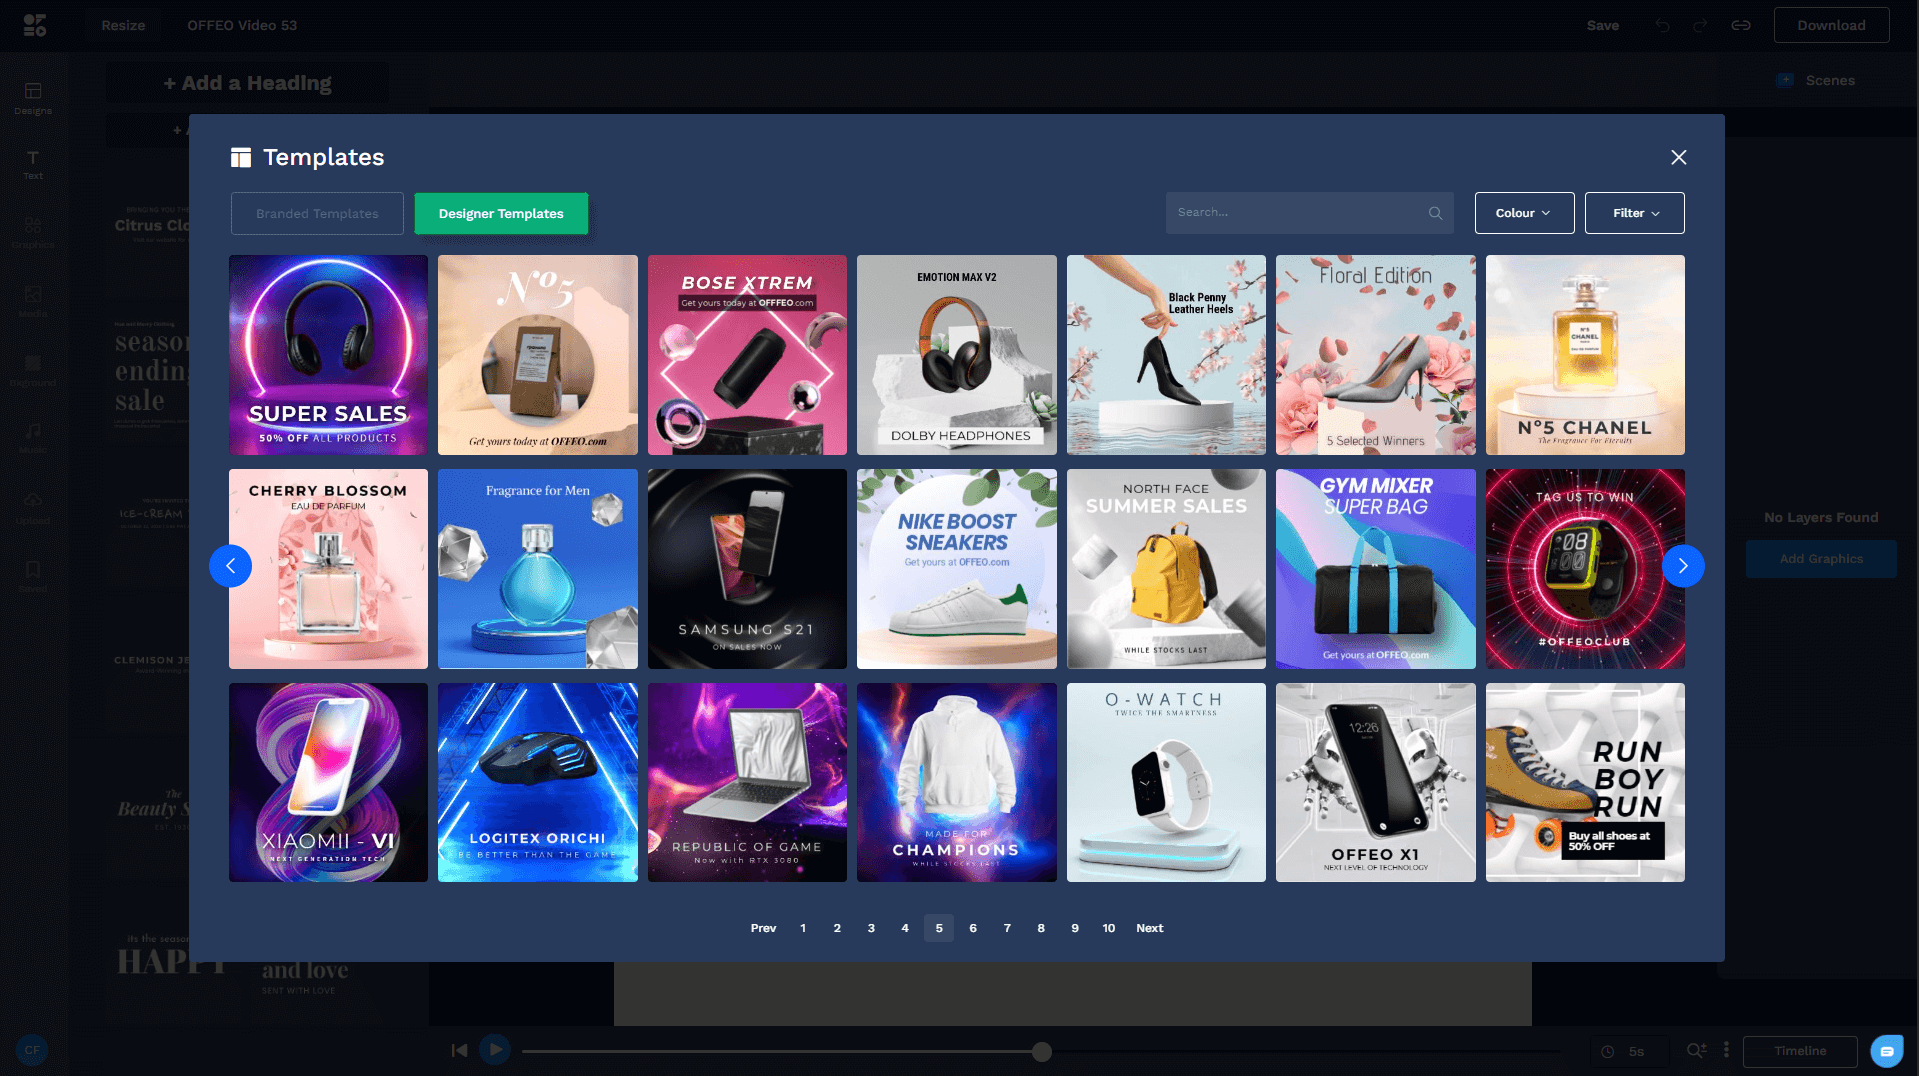 Resize
OFFEO Video 53
Save
Download
+ Add a Heading
Scenes
Designs
Text
Graphics
Media
Music
Upload
Saved
Citrus Clo
season
ending
sale
ICE-CREAM
CLEMISON JE
The
Beauty S
its the season
HAPPY
and love
SENT WITH LOVE
Templates
Branded Templates
Designer Templates
Search...
Colour
Filter
SUPER SALES
50% OFF ALL PRODUCTS
Nº5
Get yours today at OFFEO.com
BOSE XTREM
Get yours today at OFFFEO.com
EMOTION MAX V2
DOLBY HEADPHONES
Black Penny
Leather Heels
Floral Edition
5 Selected Winners
N°5
CHANEL
Nº5 CHANEL
The Fragrance For Eternity
CHERRY BLOSSOM
EAU DE PARFUM
Fragrance for Men
SAMSUNG S21
ON SALES NOW
NIKE BOOST
SNEAKERS
Get yours at OFFEO.com
NORTH FACE
SUMMER SALES
WHILE STOCKS LAST
GYM MIXER
SUPER BAG
Get yours at OFFEO.com
TAG US TO WIN
#OFFEOCLUB
XIAOMII - VI
NEXT GENERATION TECH
LOGITEX ORICHI
BE BETTER THAN THE GAME
REPUBLIC OF GAME
Now with RTX 3080
MADE FOR
CHAMPIONS
WHILE STOCKS LAST
O-WATCH
TWICE THE SMARTNESS
12:26
OFFEO X1
NEXT LEVEL OF TECHNOLOGY
RUN
BOY
RUN
Buy all shoes at
50% OFF
Prev 1 2 3 4 5 6 7 8 9 10 Next
No Layers Found
Add Graphics
CF
5s
Timeline